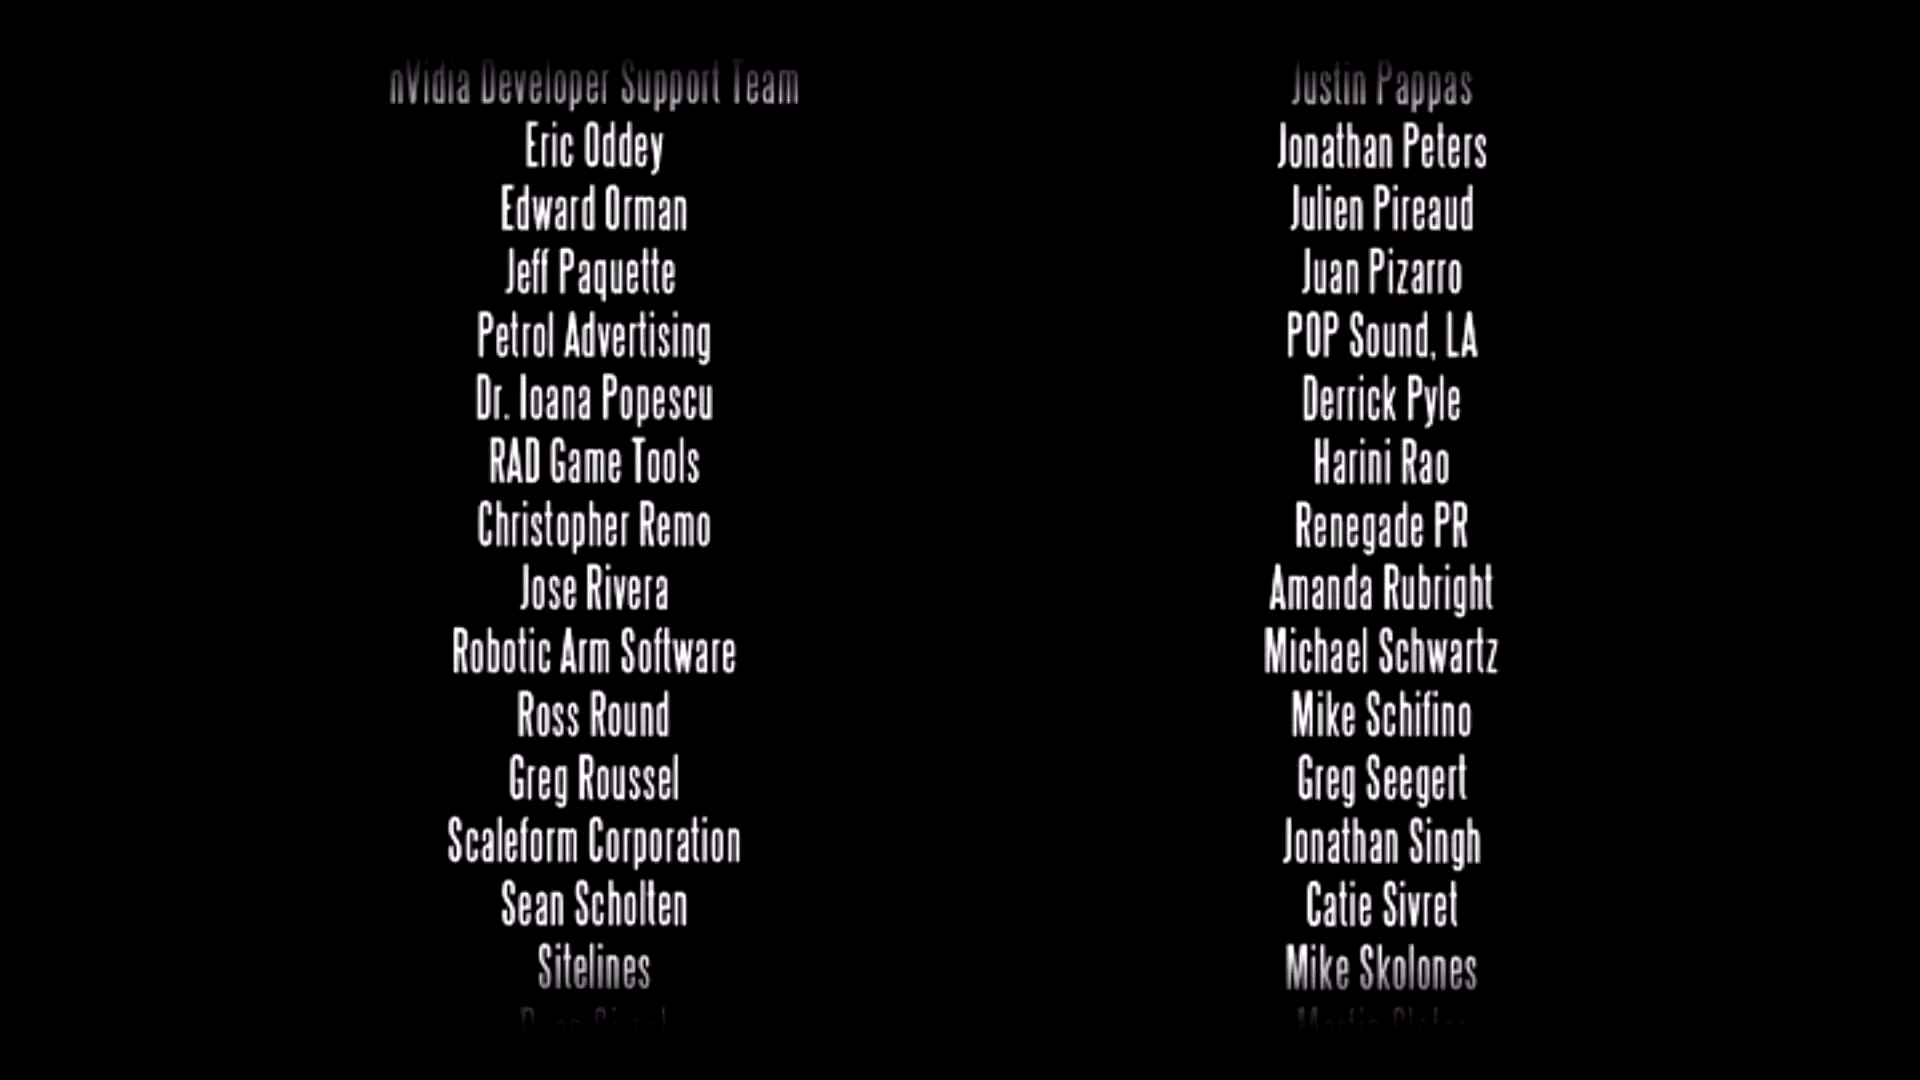 nVidia Developer Support Team
Eric Oddey
Edward Orman
Jeff Paquette
Petrol Advertising
Dr. Ioana Popescu
RAD Game Tools
Christopher Remo
Jose Rivera
Robotic Arm Software
Ross Round
Greg Roussel
Scaleform Corporation
Sean Scholten
Sitelines
Justin Pappas
Jonathan Peters
Julien Pireaud
Juan Pizarro
POP Sound, LA
Derrick Pyle
Harini Rao
Renegade PR
Amanda Rubright
Michael Schwartz
Mike Schifino
Greg Seegert
Jonathan Singh
Catie Sivret
Mike Skolones